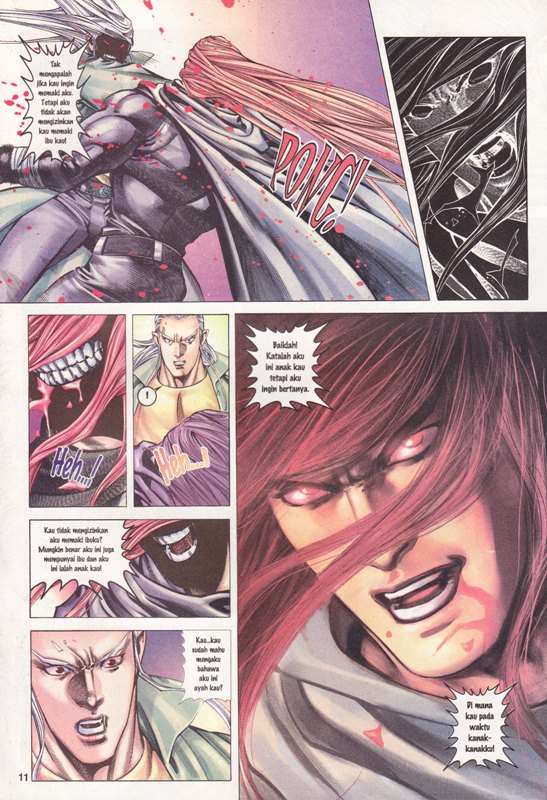 Tak
mengapalah
jika kau ingin
memaki aku.
Tetapi aku
tidak akan
mengizinkan
kau memaki
ibu kau!
PONG!
Heh...!
!
Heh...!
Baiklah!
Katalah aku
ini anak kau
tetapi aku
ingin bertanya.
Kau tidak mengizinkan
aku memaki ibuku?
Mungkin benar aku ini juga
mempunyai ibu dan aku
ini ialah anak kau!
Kau...kau
sudah mahu
mengaku
bahawa
aku ini
ayah kau?
Di mana
kau pada
waktu
kanak-
kanakku!
11